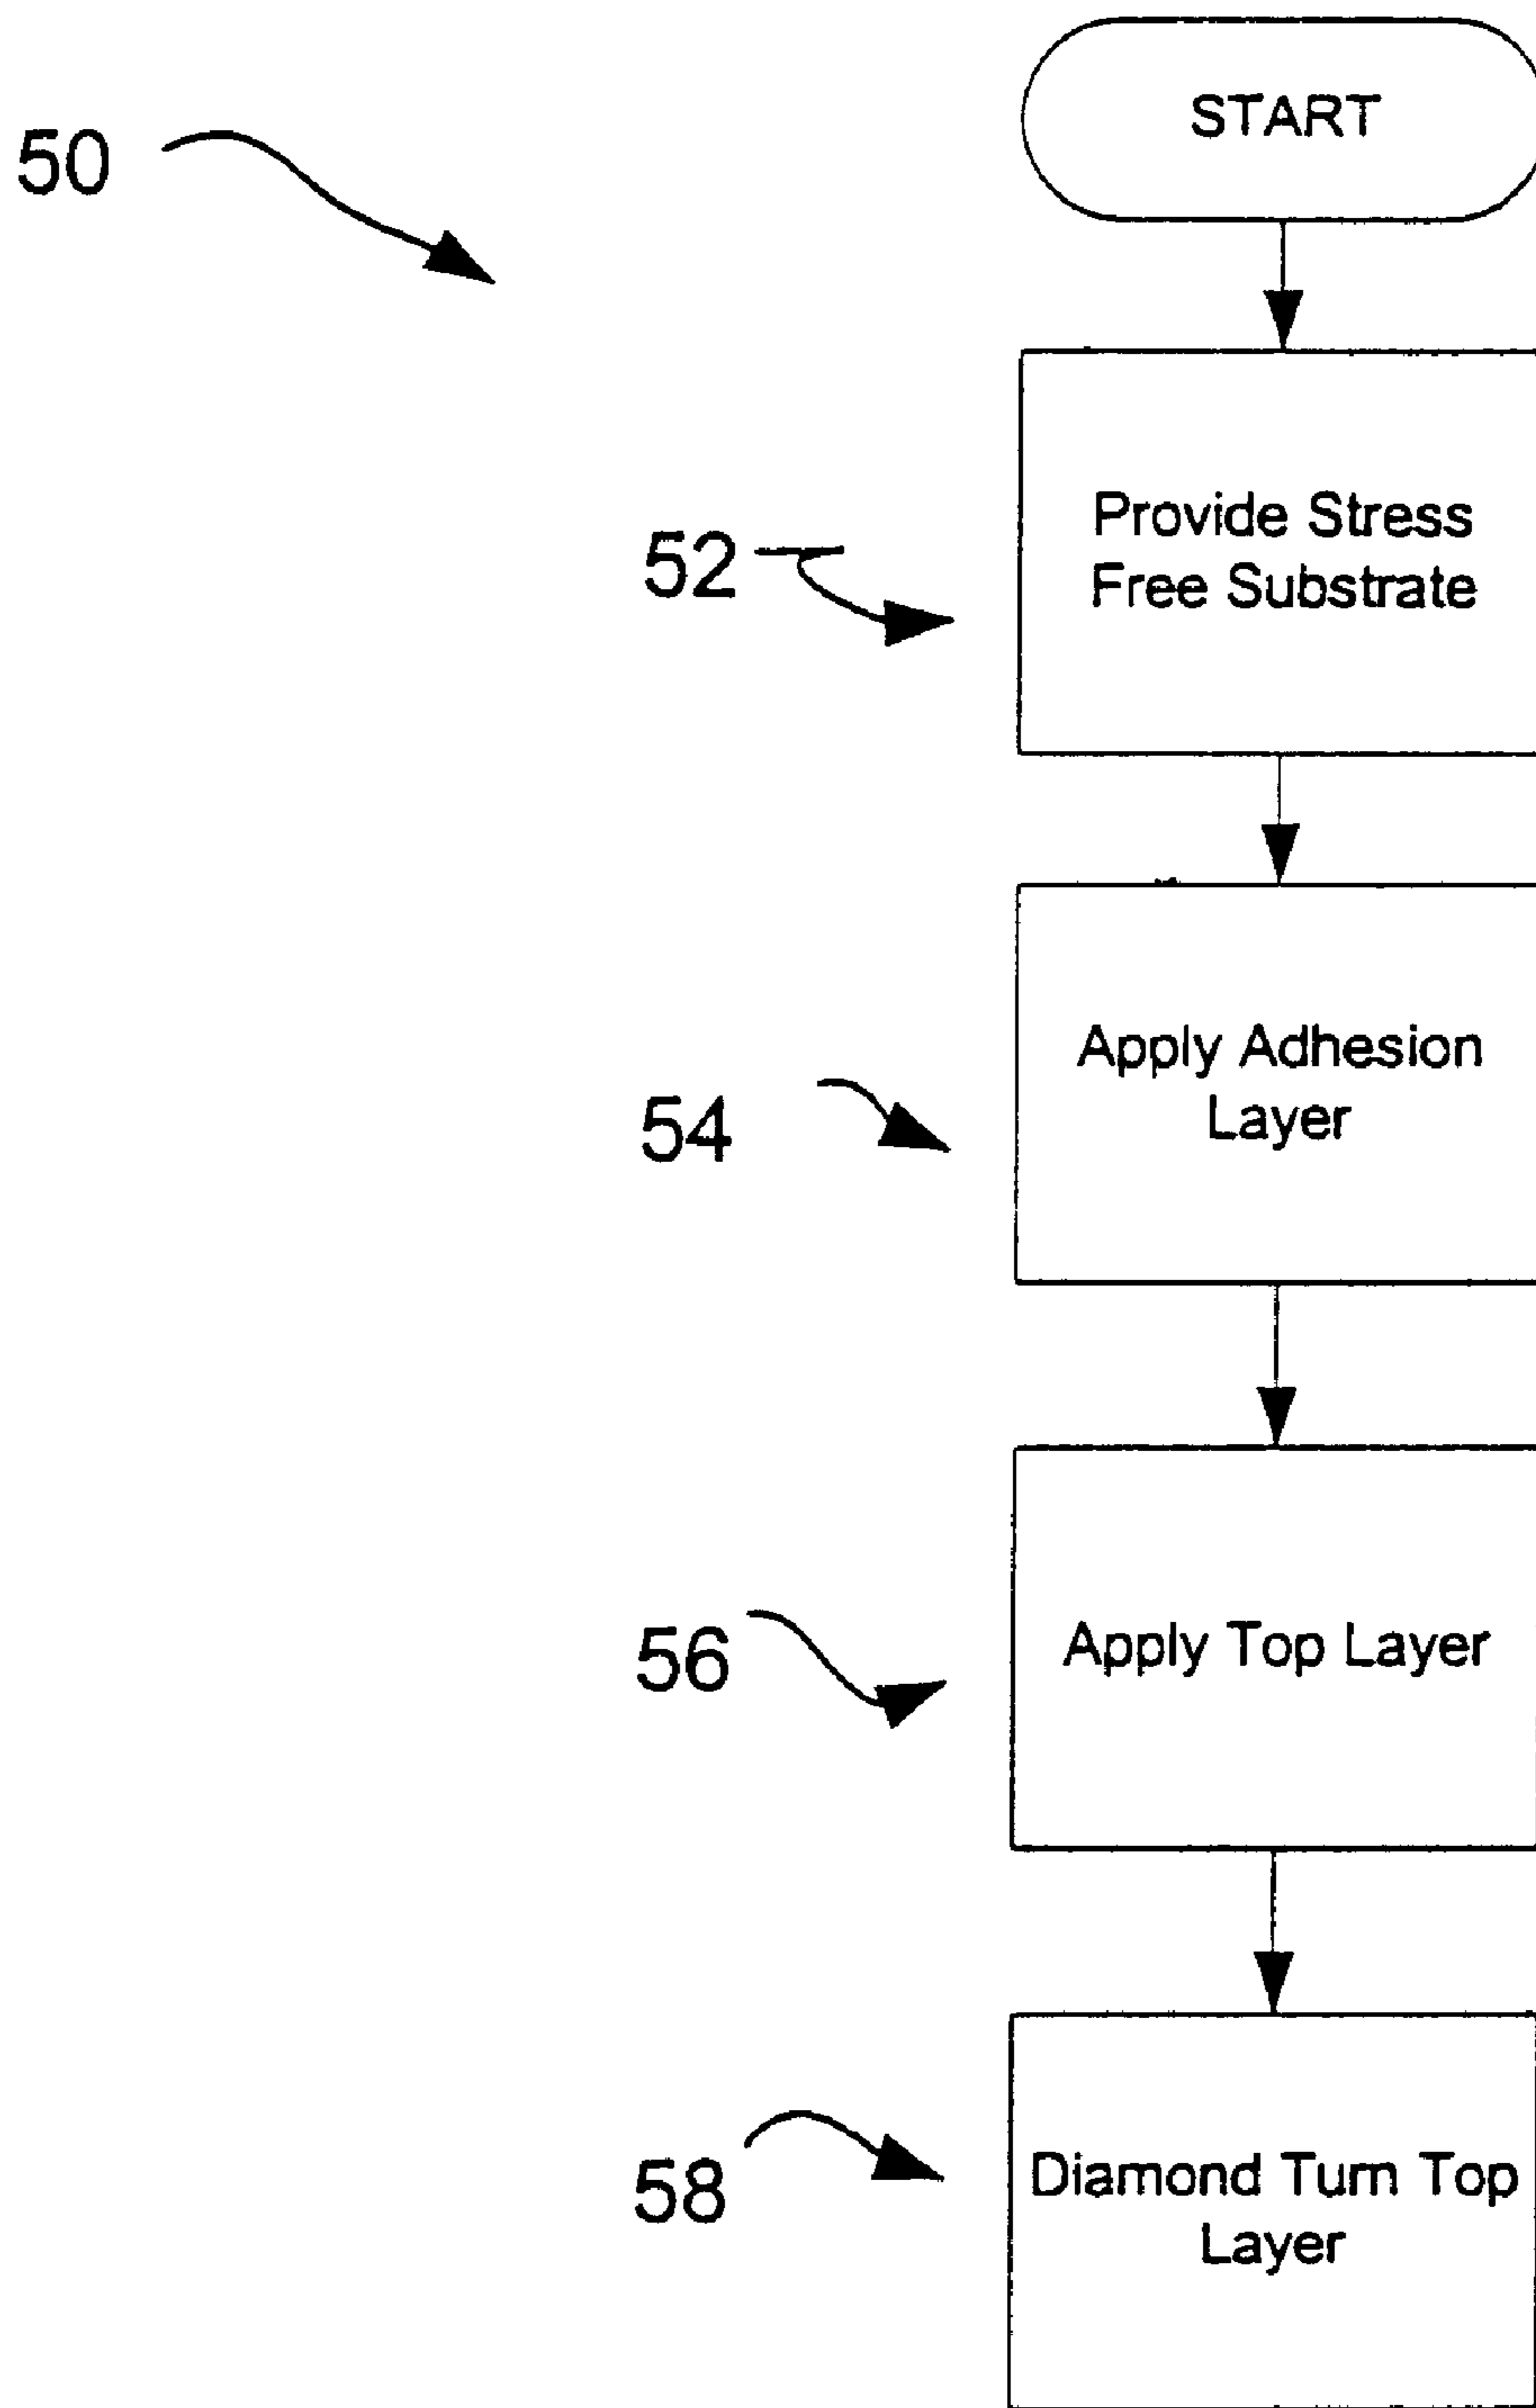 START
50
Provide Stress
Free Substrate
52
Apply Adhesion
Layer
54
Apply Top Layer
56
Diamond Turn Top
Layer
58